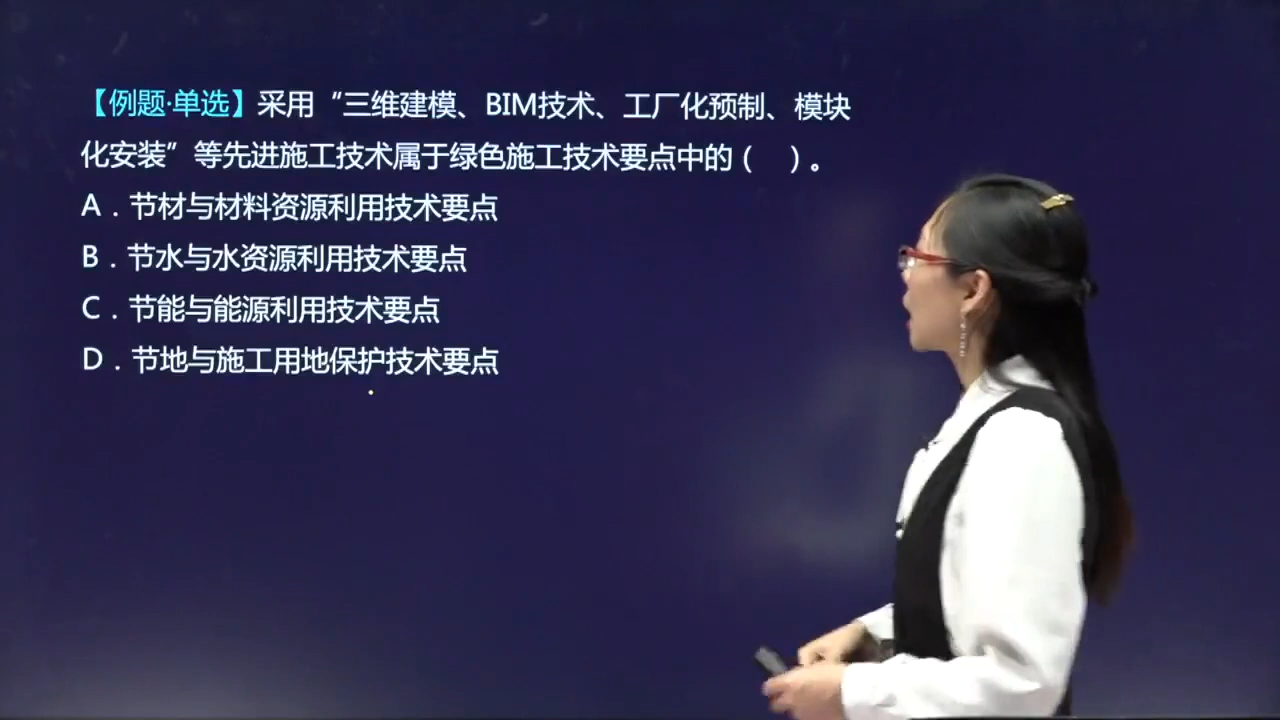 【例题·单选】采用“三维建模、BIM技术、工厂化预制、模块
化安装”等先进施工技术属于绿色施工技术要点中的（ ）。
A．节材与材料资源利用技术要点
B．节水与水资源利用技术要点
C．节能与能源利用技术要点
D．节地与施工用地保护技术要点